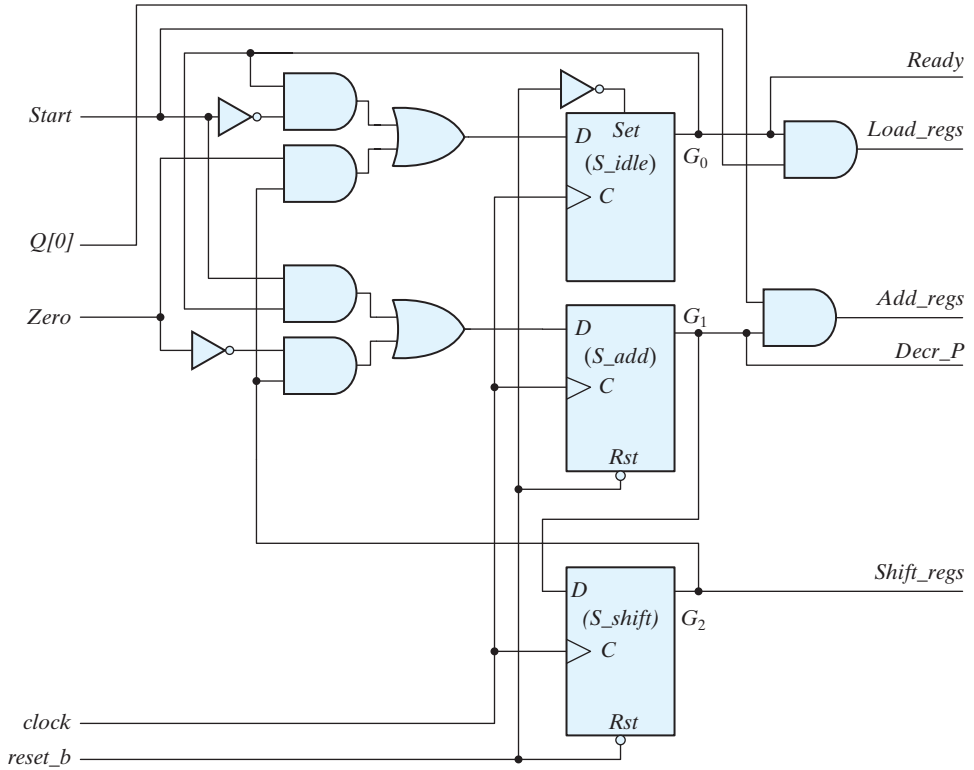 Ready
Start
D
Set
Load_regs
(S_idle)
G0
C
Q[0]
Zero
G1
Add_regs
D
(S_add)
Decr_P
C
Rst
Shift_regs
D
(S_shift)
G2
C
clock
Rst
reset_b